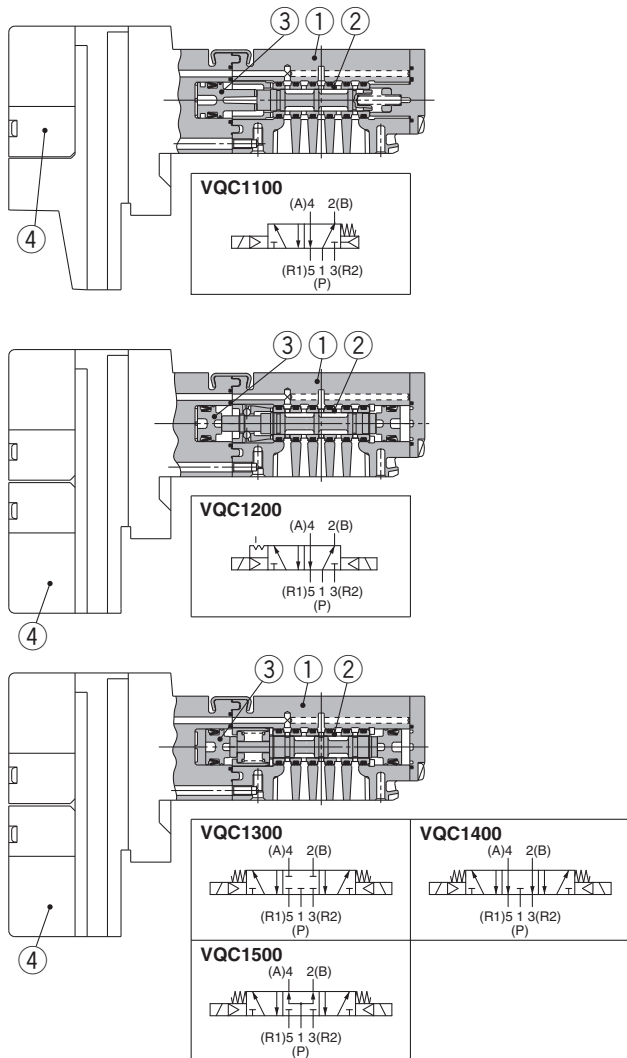 3 1 2
4
VQC1100
(A)4 2(B)
(R1)5 1 3(R2)
(P)
3 1 2
4
VQC1200
(A)4 2(B)
(R1)5 1 3(R2)
(P)
3 1 2
4
VQC1300
(A)4 2(B)
(R1)5 1 3(R2)
(P)
VQC1400
(A)4 2(B)
(R1)5 1 3(R2)
(P)
VQC1500
(A)4 2(B)
(R1)5 1 3(R2)
(P)